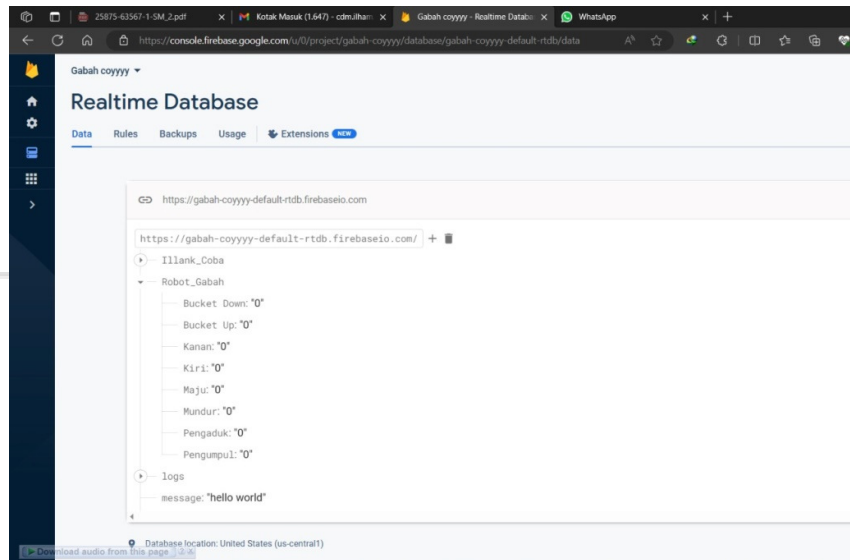 25875-63567-1-SM_2.pdf
Kotak Masuk (1.647) - cdm.ilham
Gabah coyyyy - Realtime Databa
WhatsApp
https://console.firebase.google.com/u/0/project/gabah-coyyyy/database/gabah-coyyyy-default-rtdb/data
Gabah coyyyy
Realtime Database
Data Rules Backups Usage Extensions NEW
https://gabah-coyyyy-default-rtdb.firebaseio.com
https://gabah-coyyyy-default-rtdb.firebaseio.com/
Illank_Coba
Robot_Gabah
Bucket Down: "0"
Bucket Up: "0"
Kanan: "0"
Kiri: "0"
Maju: "0"
Mundur: "0"
Pengaduk: "0"
Pengumpul: "0"
logs
message: "hello world"
Database location: United States (us-central1)
Download audio from this page